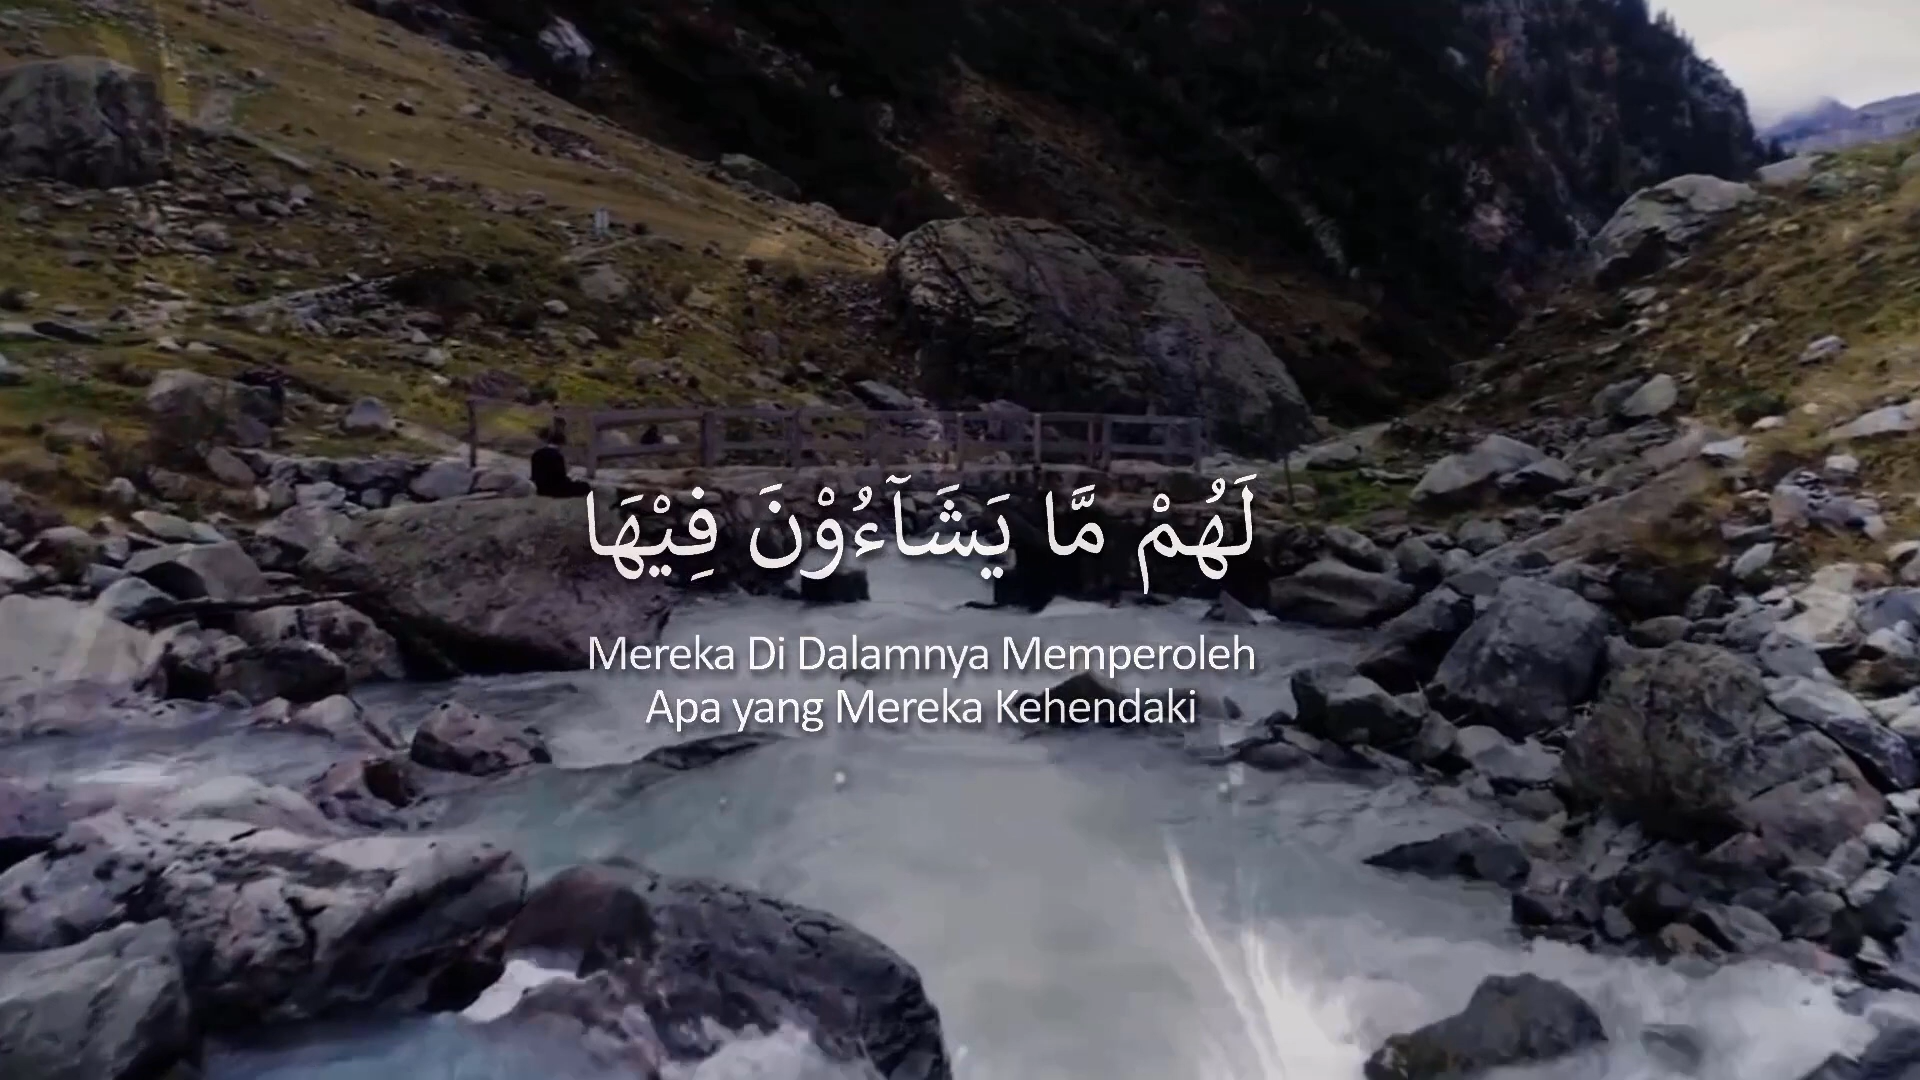 لَهُمْ مَّا يَشَآءُوْنَ فِيْهَا
Mereka Di Dalamnya Memperoleh
Apa yang Mereka Kehendaki